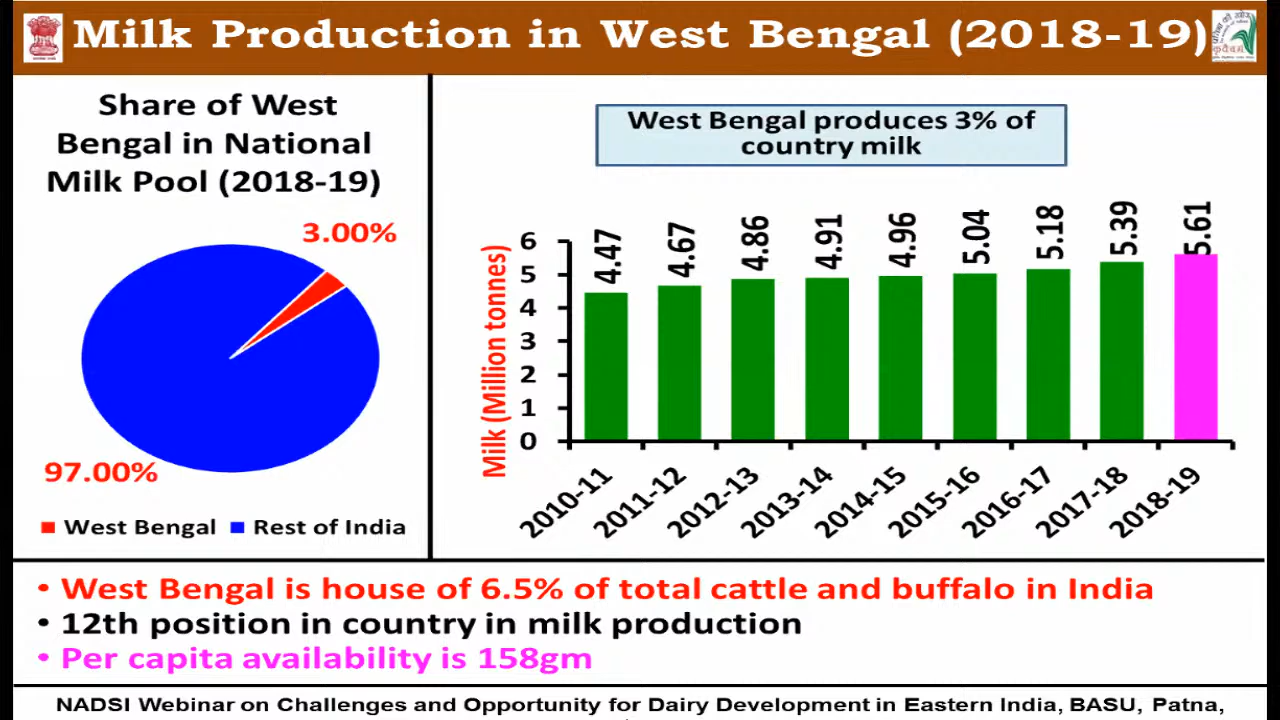 Milk Production in West Bengal (2018-19)
Share of West
Bengal in National
Milk Pool (2018-19)
3.00%
97.00%
West Bengal
Rest of India
West Bengal produces 3% of
country milk
Milk (Million tonnes)
6
5
4
3
2
1
0
4.47
4.67
4.86
4.91
4.96
5.04
5.18
5.39
5.61
2010-11
2011-12
2012-13
2013-14
2014-15
2015-16
2016-17
2017-18
2018-19
• West Bengal is house of 6.5% of total cattle and buffalo in India
• 12th position in country in milk production
• Per capita availability is 158gm
NADSI Webinar on Challenges and Opportunity for Dairy Development in Eastern India, BASU, Patna,